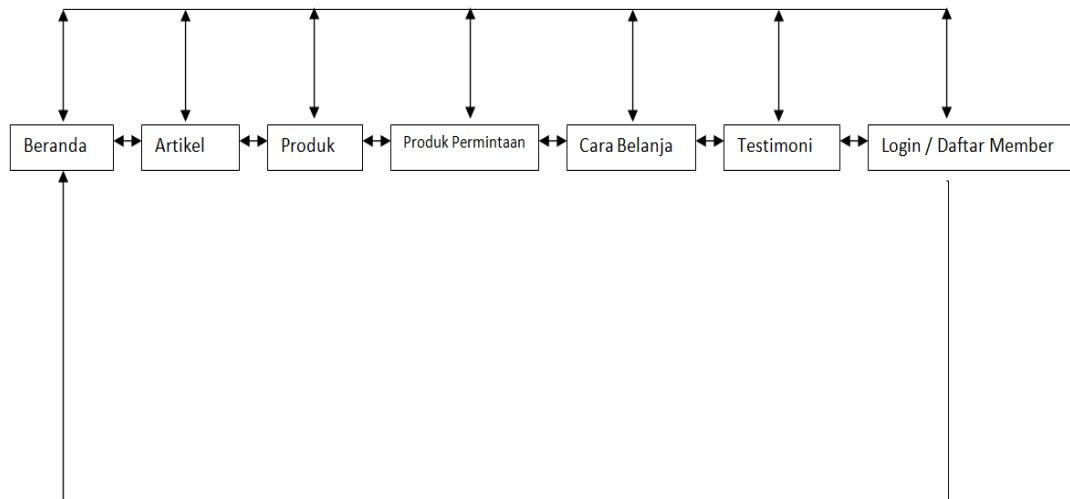 Beranda
Artikel
Produk
Produk Permintaan
Cara Belanja
Testimoni
Login / Daftar Member